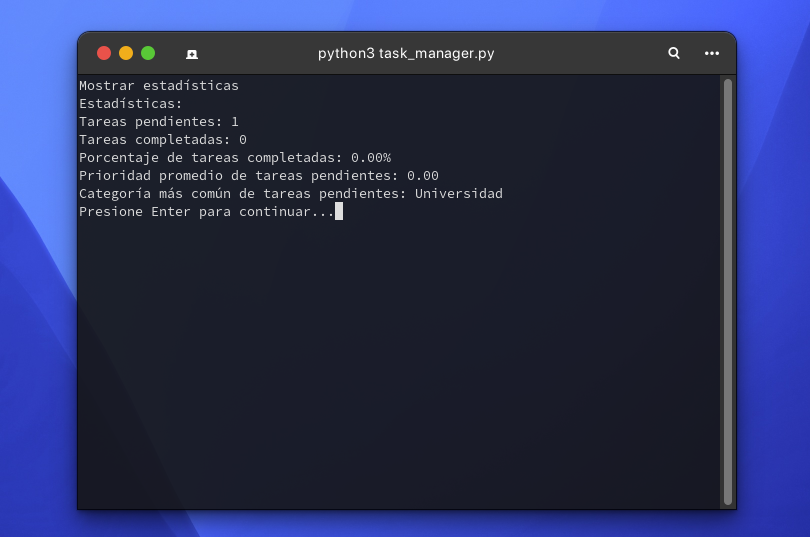 python3 task_manager.py
Mostrar estadísticas
Estadísticas:
Tareas pendientes: 1
Tareas completadas: 0
Porcentaje de tareas completadas: 0.00%
Prioridad promedio de tareas pendientes: 0.00
Categoría más común de tareas pendientes: Universidad
Presione Enter para continuar...